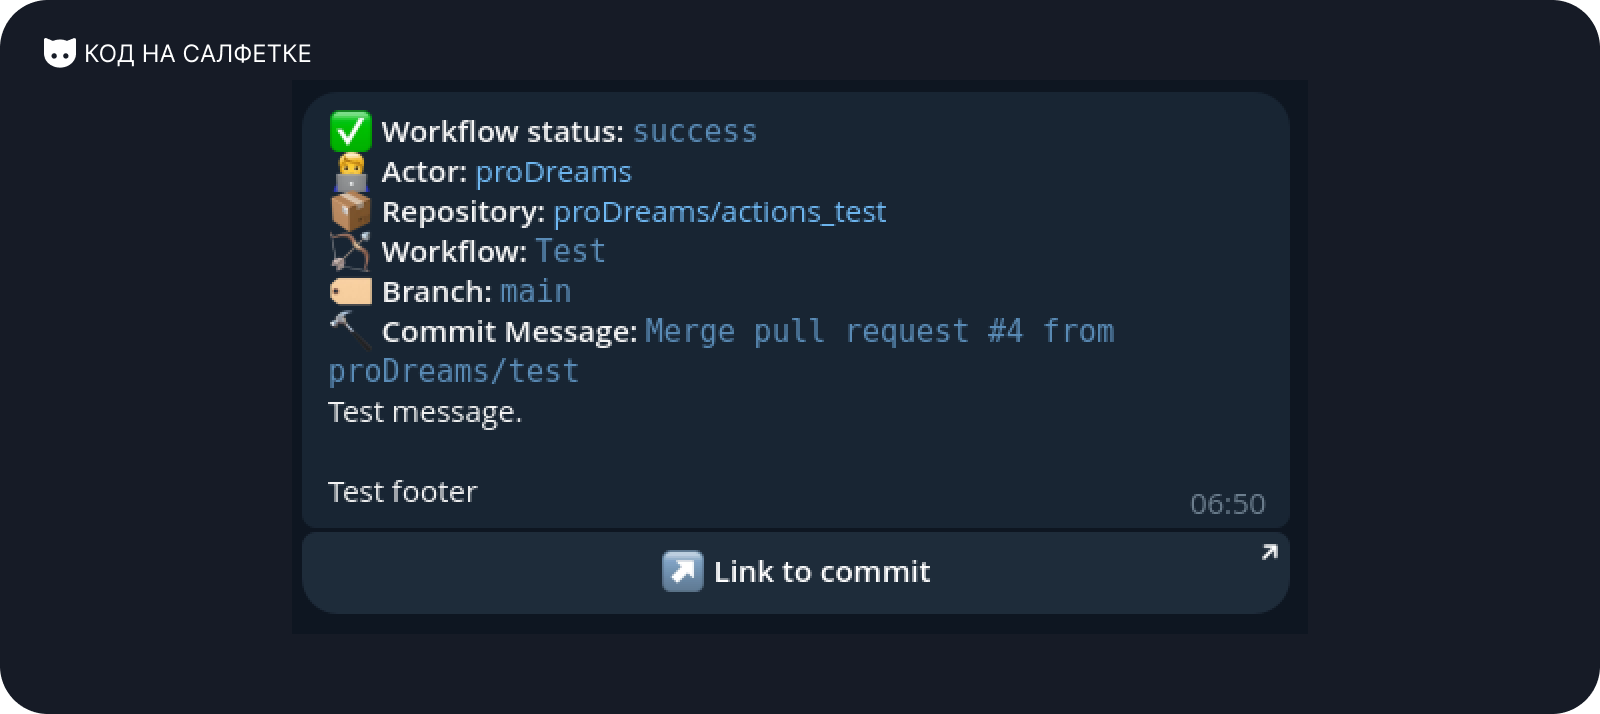 КОД НА САЛФЕТКЕ
✅ Workflow status: success
👨‍💻 Actor: proDreams
📦 Repository: proDreams/actions_test
🏹 Workflow: Test
🏷 Branch: main
🔨 Commit Message: Merge pull request #4 from
proDreams/test
Test message.
Test footer
06:50
↗️ Link to commit